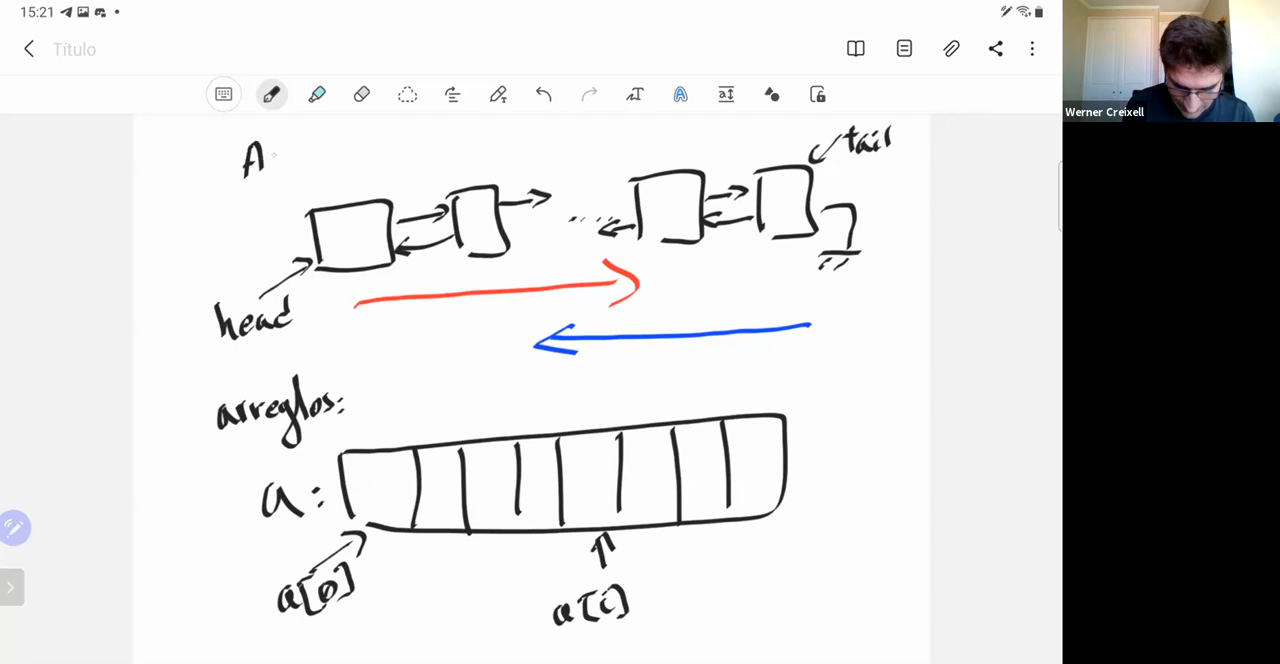 15:21
Título
Werner Creixell
A
tail
head
arreglos:
a:
a[0]
a[i]